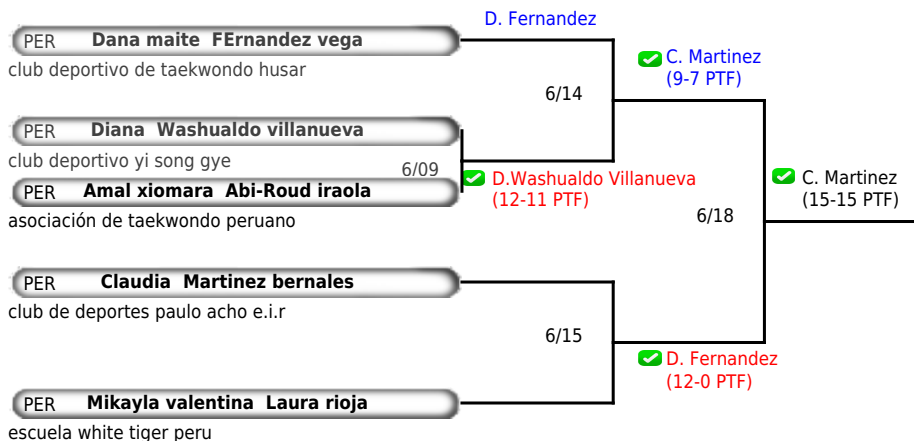 D. Fernandez
PER Dana maite FErnandez vega
club deportivo de taekwondo husar
C. Martinez
(9-7 PTF)
6/14
PER Diana Washualdo villanueva
club deportivo yi song gye
6/09
D.Washualdo Villanueva
(12-11 PTF)
PER Amal xiomara Abi-Roud iraola
asociación de taekwondo peruano
C. Martinez
(15-15 PTF)
6/18
PER Claudia Martinez bernales
club de deportes paulo acho e.i.r
6/15
D. Fernandez
(12-0 PTF)
PER Mikayla valentina Laura rioja
escuela white tiger peru